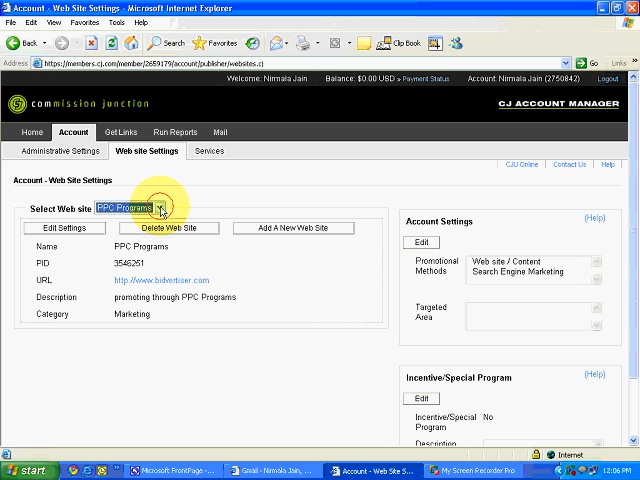 Account - Web Site Settings - Microsoft Internet Explorer
File Edit View Favorites Tools Help
Back Search Favorites Clip Book
Address https://members.cj.com/member/2659179/account/publisher/websites.cj Go Links
Welcome: Nirmala Jain Balance: $0.00 USD » Payment Status Account: Nirmala Jain (2750842) Logout
commission junction CJ ACCOUNT MANAGER
Home Account Get Links Run Reports Mail
Administrative Settings Web site Settings Services
CJU Online Contact Us Help
Account - Web Site Settings
Select Web site PPC Programs
Edit Settings Delete Web Site Add A New Web Site
Name PPC Programs
PID 3546251
URL http://www.bidvertiser.com
Description promoting through PPC Programs
Category Marketing
Account Settings (Help)
Edit
Promotional Methods Web site / Content
Search Engine Marketing
Targeted Area
(Help)
Incentive/Special Program
Edit
Incentive/Special Program No
Description
Internet
start Microsoft FrontPage -... Gmail - Nirmala Jain, ... Account - Web Site S... My Screen Recorder Pro 12:06 PM